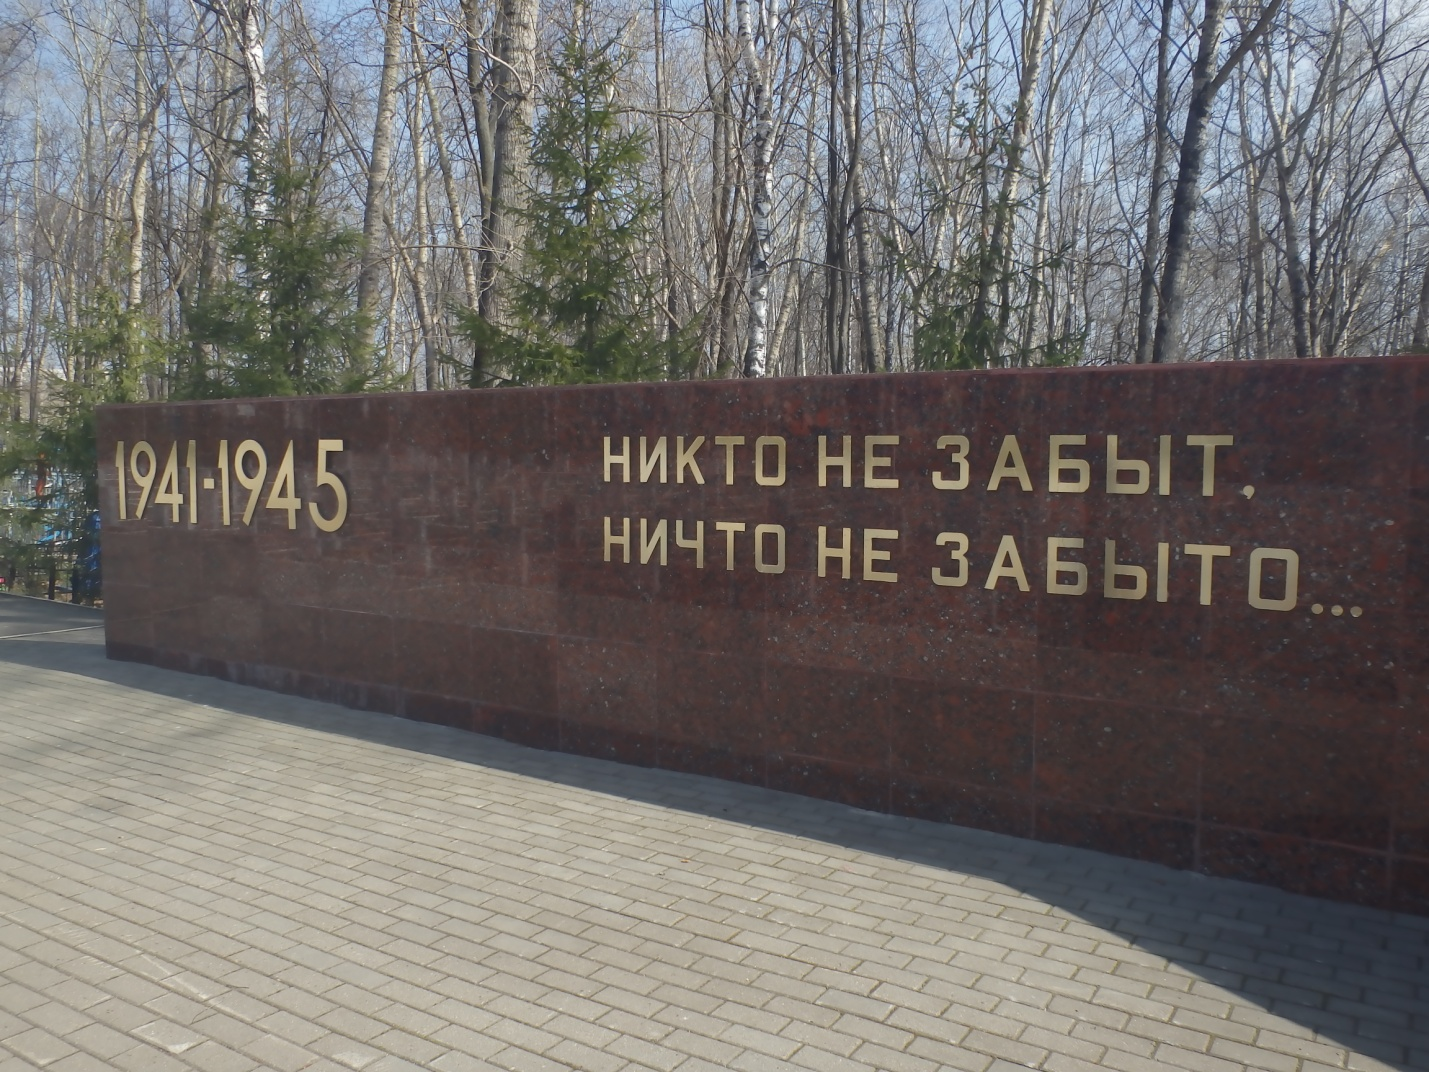 1941-1945
НИКТО НЕ ЗАБЫТ,
НИЧТО НЕ ЗАБЫТО...